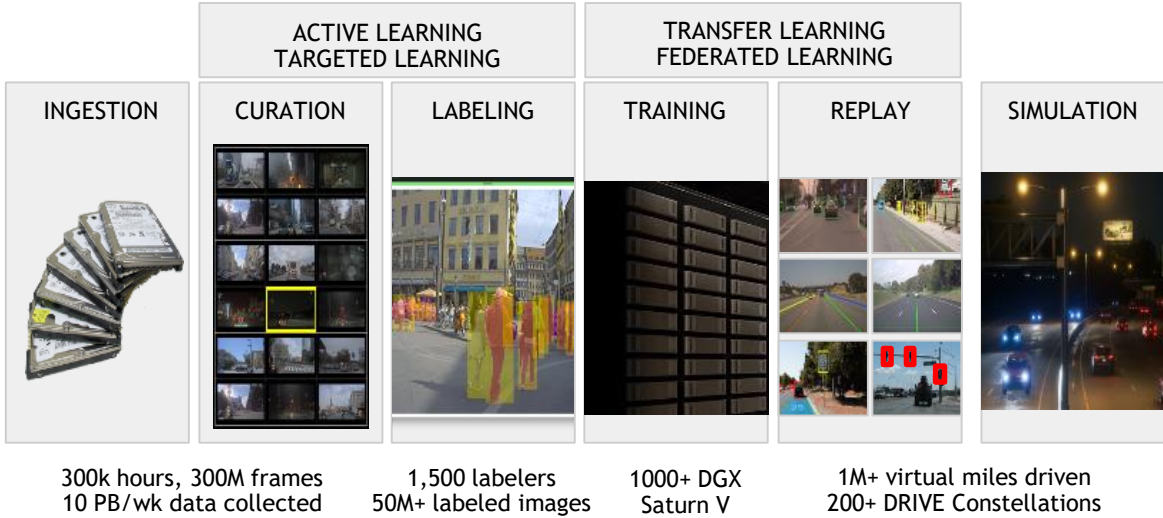 ACTIVE LEARNING
TARGETED LEARNING
TRANSFER LEARNING
FEDERATED LEARNING
INGESTION
CURATION
LABELING
TRAINING
REPLAY
SIMULATION
300k hours, 300M frames
10 PB/wk data collected
1,500 labelers
50M+ labeled images
1000+ DGX
Saturn V
1M+ virtual miles driven
200+ DRIVE Constellations